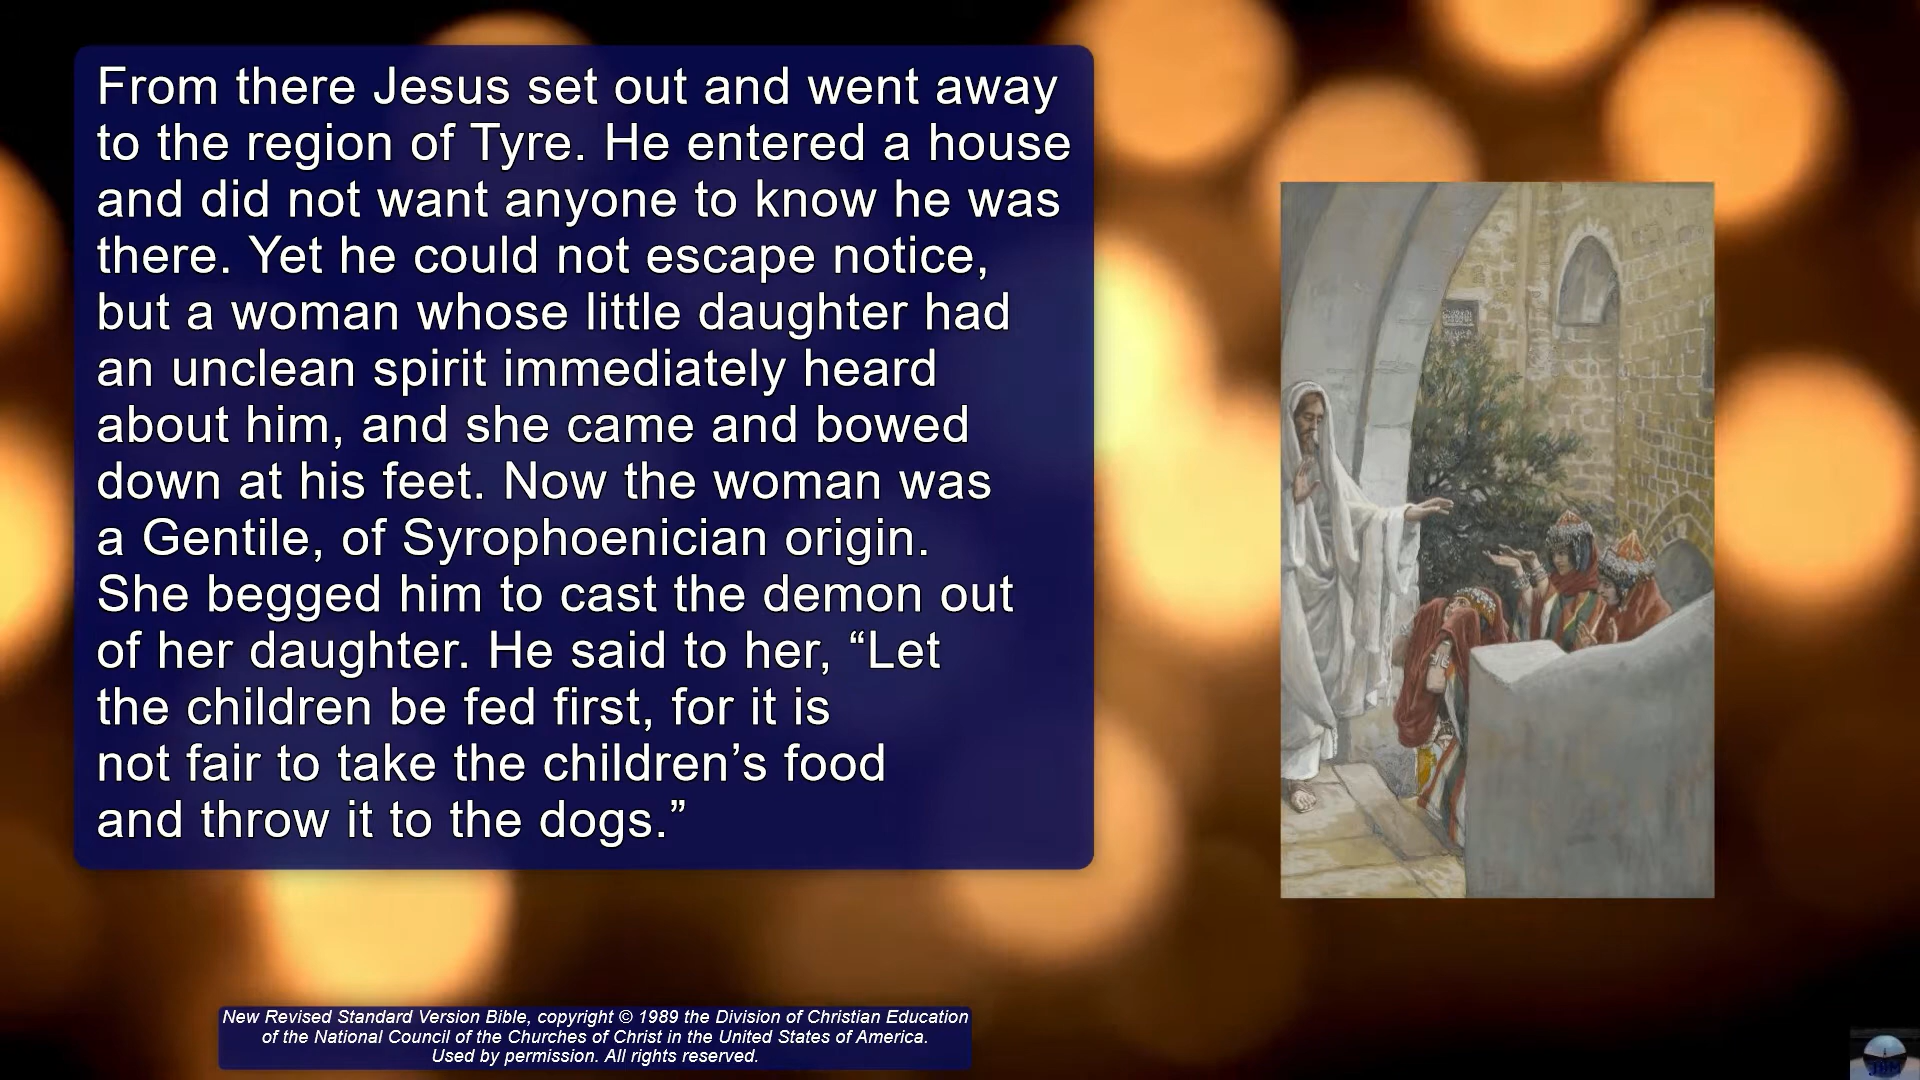 From there Jesus set out and went away
to the region of Tyre. He entered a house
and did not want anyone to know he was
there. Yet he could not escape notice,
but a woman whose little daughter had
an unclean spirit immediately heard
about him, and she came and bowed
down at his feet. Now the woman was
a Gentile, of Syrophoenician origin.
She begged him to cast the demon out
of her daughter. He said to her, “Let
the children be fed first, for it is
not fair to take the children’s food
and throw it to the dogs.”
New Revised Standard Version Bible, copyright © 1989 the Division of Christian Education
of the National Council of the Churches of Christ in the United States of America.
Used by permission. All rights reserved.